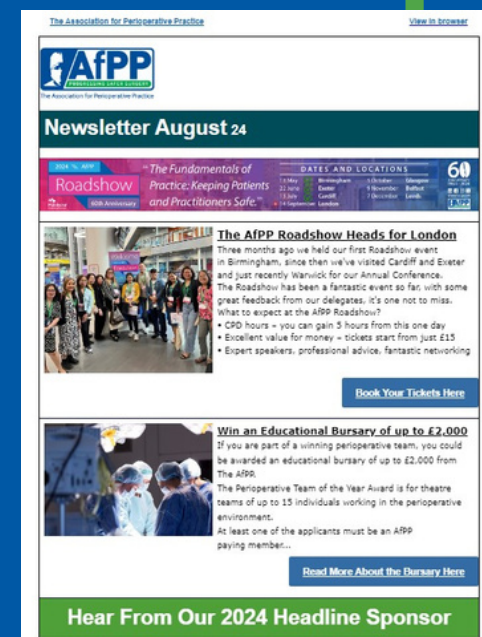 The Association for Perioperative Practice
View in browser
AfPP
The Association for Perioperative Practice
Newsletter August 24
2024 AfPP
Roadshow
60th Anniversary
"The Fundamentals of
Practice: Keeping Patients
and Practitioners Safe."
DATES AND LOCATIONS
Birmingham
Exeter
Cardiff
London
Glasgow
Belfast
Leeds
60
The AfPP Roadshow Heads for London
Three months ago we held our first Roadshow event
in Birmingham, since then we've visited Cardiff and Exeter
and just recently Warwick for our Annual Conference.
The Roadshow has been a fantastic event so far, with some
great feedback from our delegates, it's one not to miss.
What to expect at the AfPP Roadshow?
• CPD hours – you can gain 5 hours from this one day
• Excellent value for money – tickets start from just £15
• Expert speakers, professional advice, fantastic networking
Book Your Tickets Here
Win an Educational Bursary of up to £2,000
If you are part of a winning perioperative team, you could
be awarded an educational bursary of up to £2,000 from
The AfPP.
The Perioperative Team of the Year Award is for theatre
teams of up to 15 individuals working in the perioperative
environment.
At least one of the applicants must be an AfPP
paying member...
Read More About the Bursary Here
Hear From Our 2024 Headline Sponsor